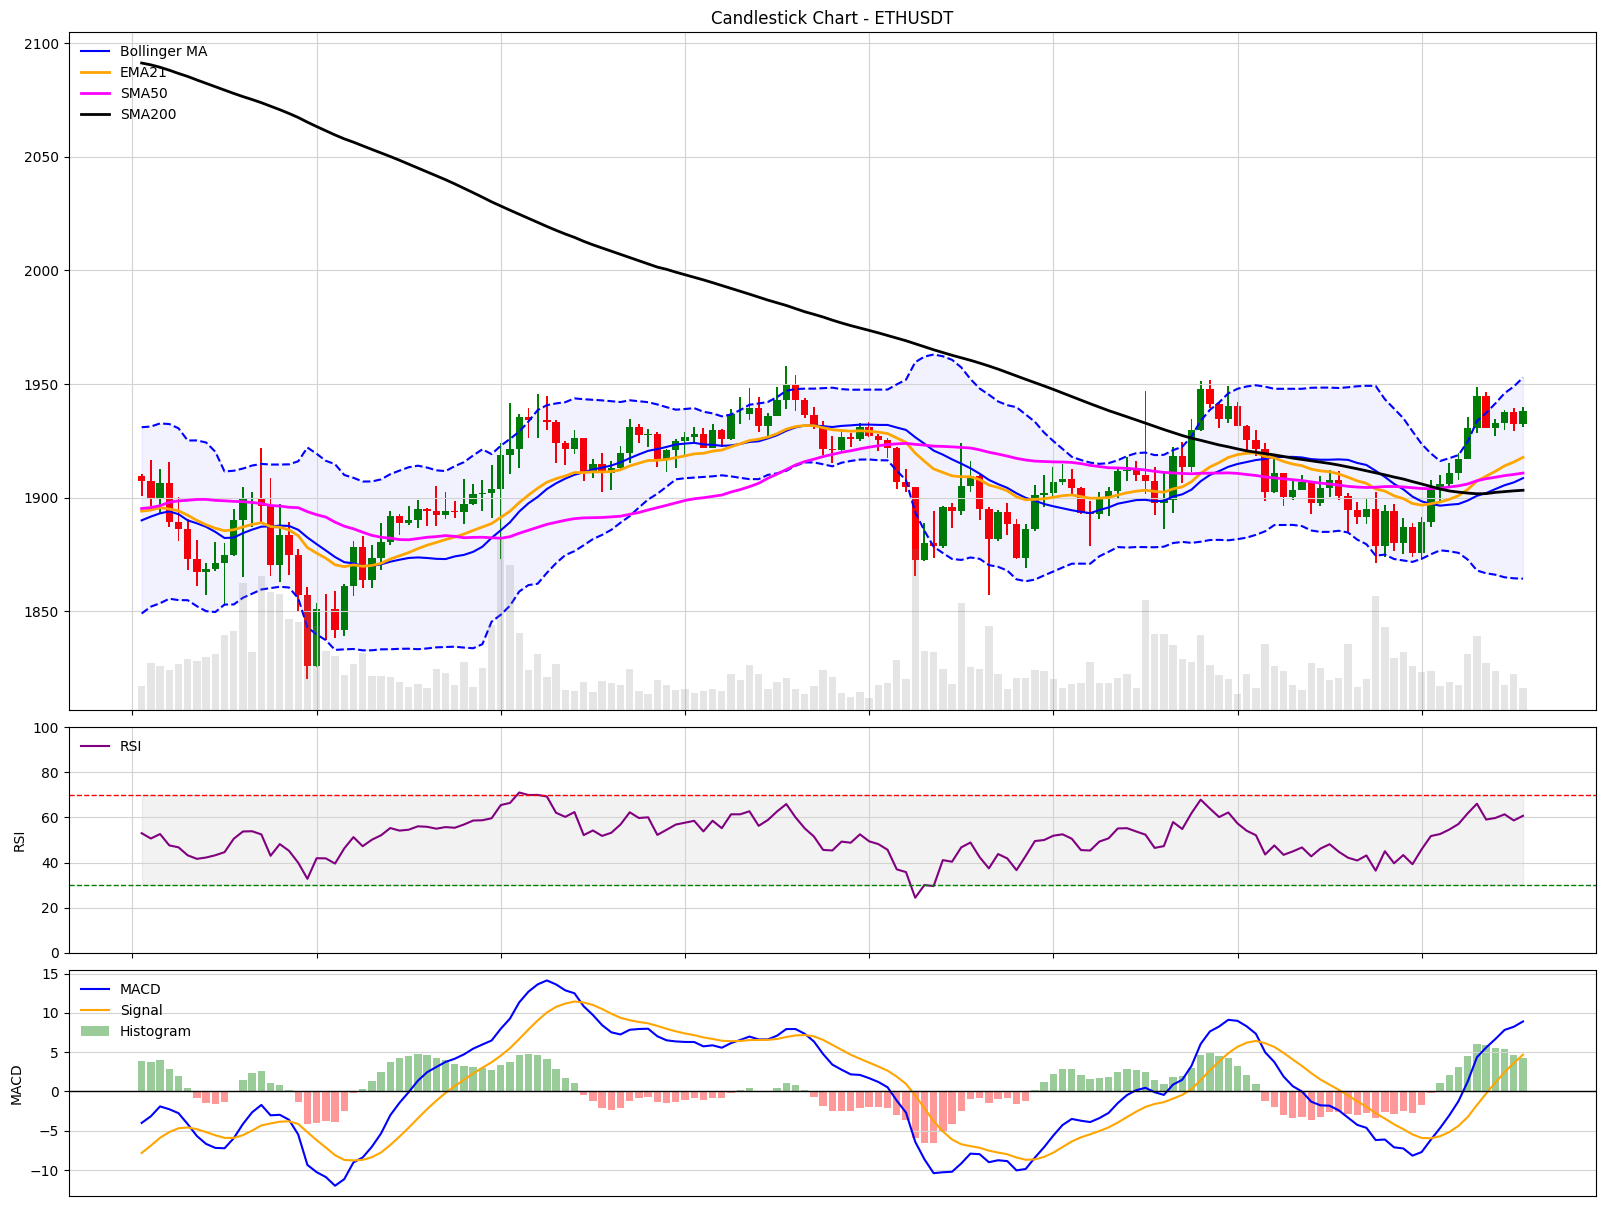 Candlestick Chart - ETHUSDT
2100
2050
2000
1950
1900
1850
Bollinger MA
EMA21
SMA50
SMA200
100
80
60
40
20
0
RSI
RSI
15
10
5
0
−5
−10
MACD
MACD
Signal
Histogram